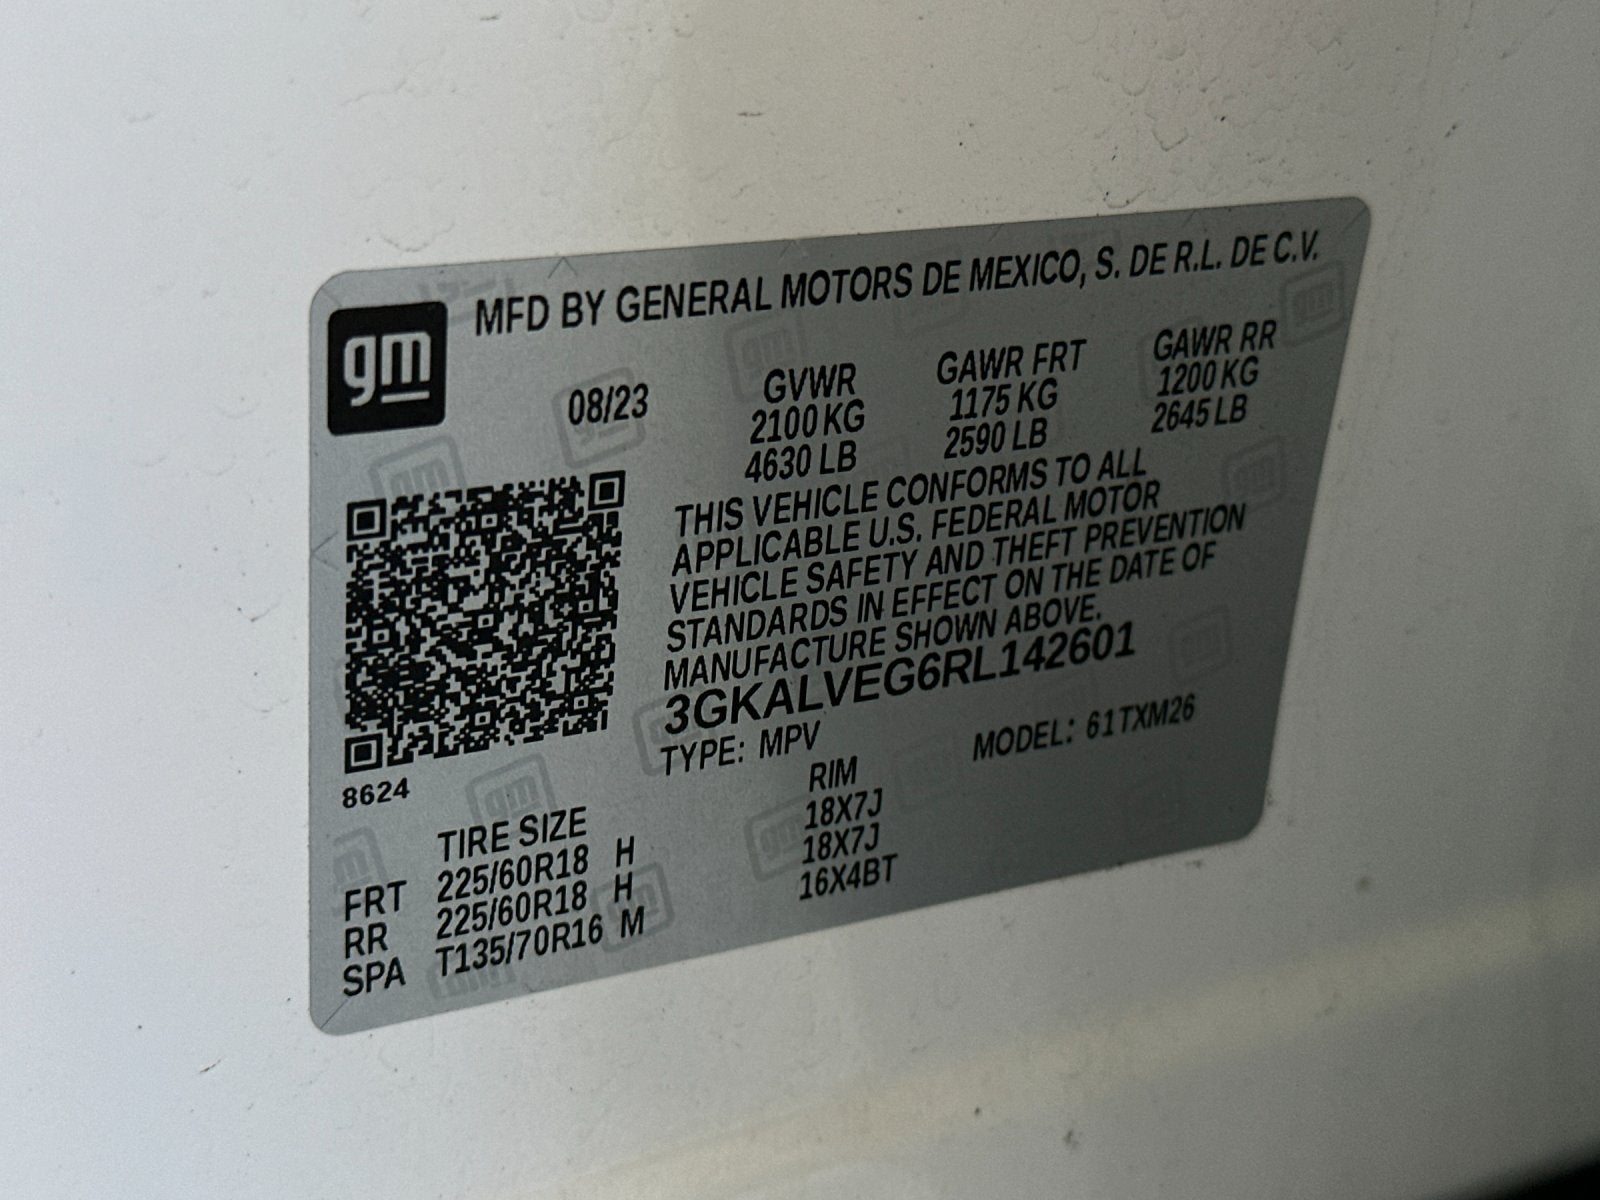 gm
MFD BY GENERAL MOTORS DE MEXICO, S. DE R.L. DE C.V.
08/23 GVWR GAWR FRT GAWR RR
2100 KG 1175 KG 1200 KG
4630 LB 2590 LB 2645 LB
THIS VEHICLE CONFORMS TO ALL
APPLICABLE U.S. FEDERAL MOTOR
VEHICLE SAFETY AND THEFT PREVENTION
STANDARDS IN EFFECT ON THE DATE OF
MANUFACTURE SHOWN ABOVE.
3GKALVEG6RL142601
TYPE: MPV MODEL: 61TXM26
8624
TIRE SIZE RIM
FRT 225/60R18 H 18X7J
RR 225/60R18 H 18X7J
SPA T135/70R16 M 16X4BT